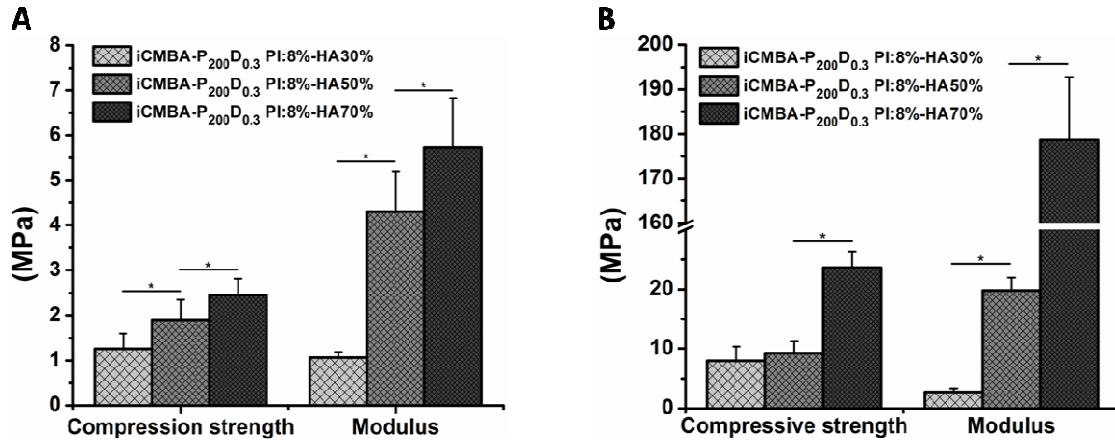 A
8
7
6
5
4
3
2
1
0
(MPa)
iCMBA-P200D0.3 PI:8%-HA30%
iCMBA-P200D0.3 PI:8%-HA50%
iCMBA-P200D0.3 PI:8%-HA70%
*
*
*
*
Compression strength Modulus
B
200
190
180
170
160
20
10
0
(MPa)
iCMBA-P200D0.3 PI:8%-HA30%
iCMBA-P200D0.3 PI:8%-HA50%
iCMBA-P200D0.3 PI:8%-HA70%
*
*
*
Compressive strength Modulus